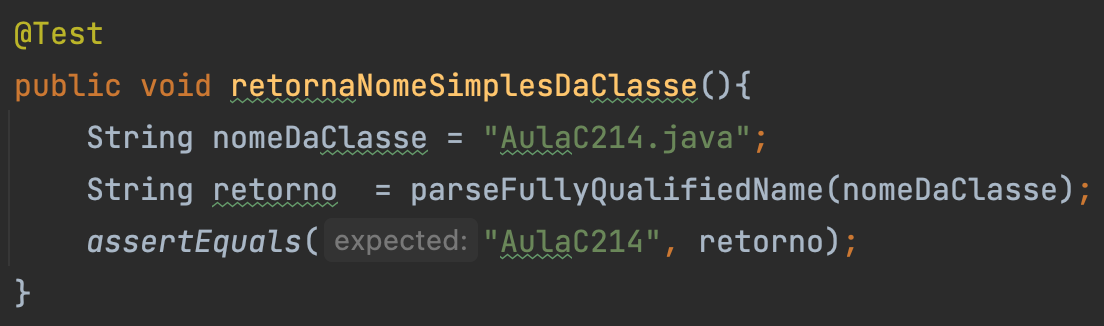 @Test
public void retornaNomeSimplesDaClasse(){
String nomeDaClasse = "AulaC214.java";
String retorno  = parseFullyQualifiedName(nomeDaClasse);
assertEquals( expected: "AulaC214", retorno);
}